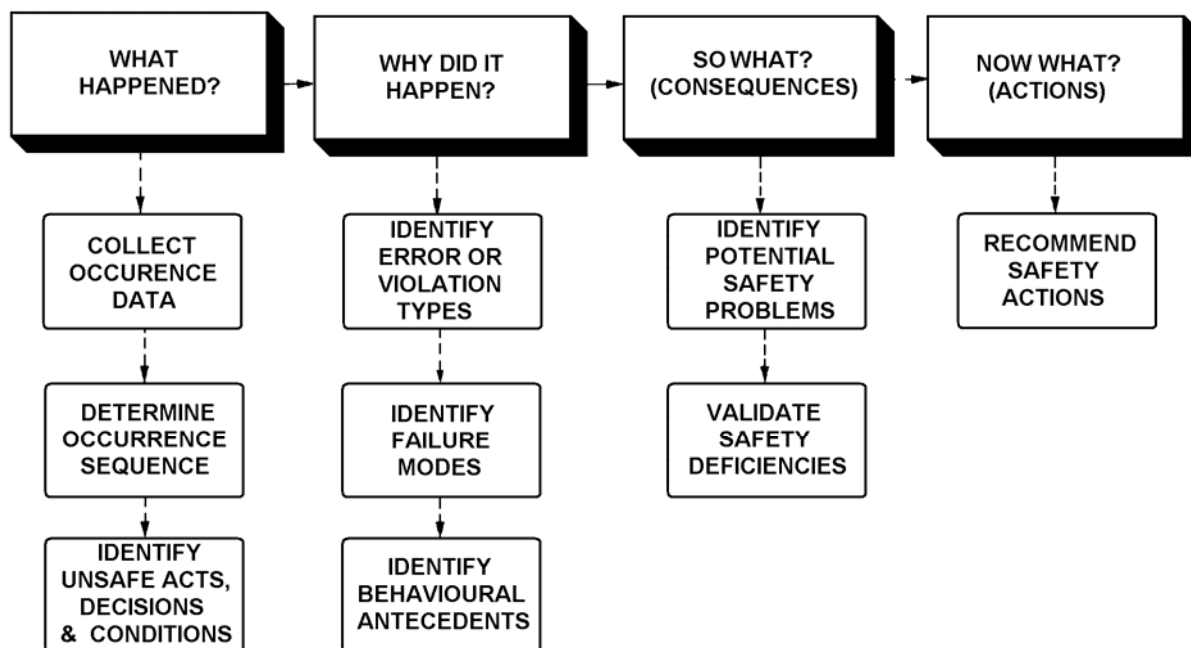 WHAT
HAPPENED?
WHY DID IT
HAPPEN?
SO WHAT?
(CONSEQUENCES)
NOW WHAT?
(ACTIONS)
COLLECT
OCCURENCE
DATA
IDENTIFY
ERROR OR
VIOLATION
TYPES
IDENTIFY
POTENTIAL
SAFETY
PROBLEMS
RECOMMEND
SAFETY
ACTIONS
DETERMINE
OCCURRENCE
SEQUENCE
IDENTIFY
FAILURE
MODES
VALIDATE
SAFETY
DEFICIENCIES
IDENTIFY
UNSAFE ACTS,
DECISIONS
& CONDITIONS
IDENTIFY
BEHAVIOURAL
ANTECEDENTS